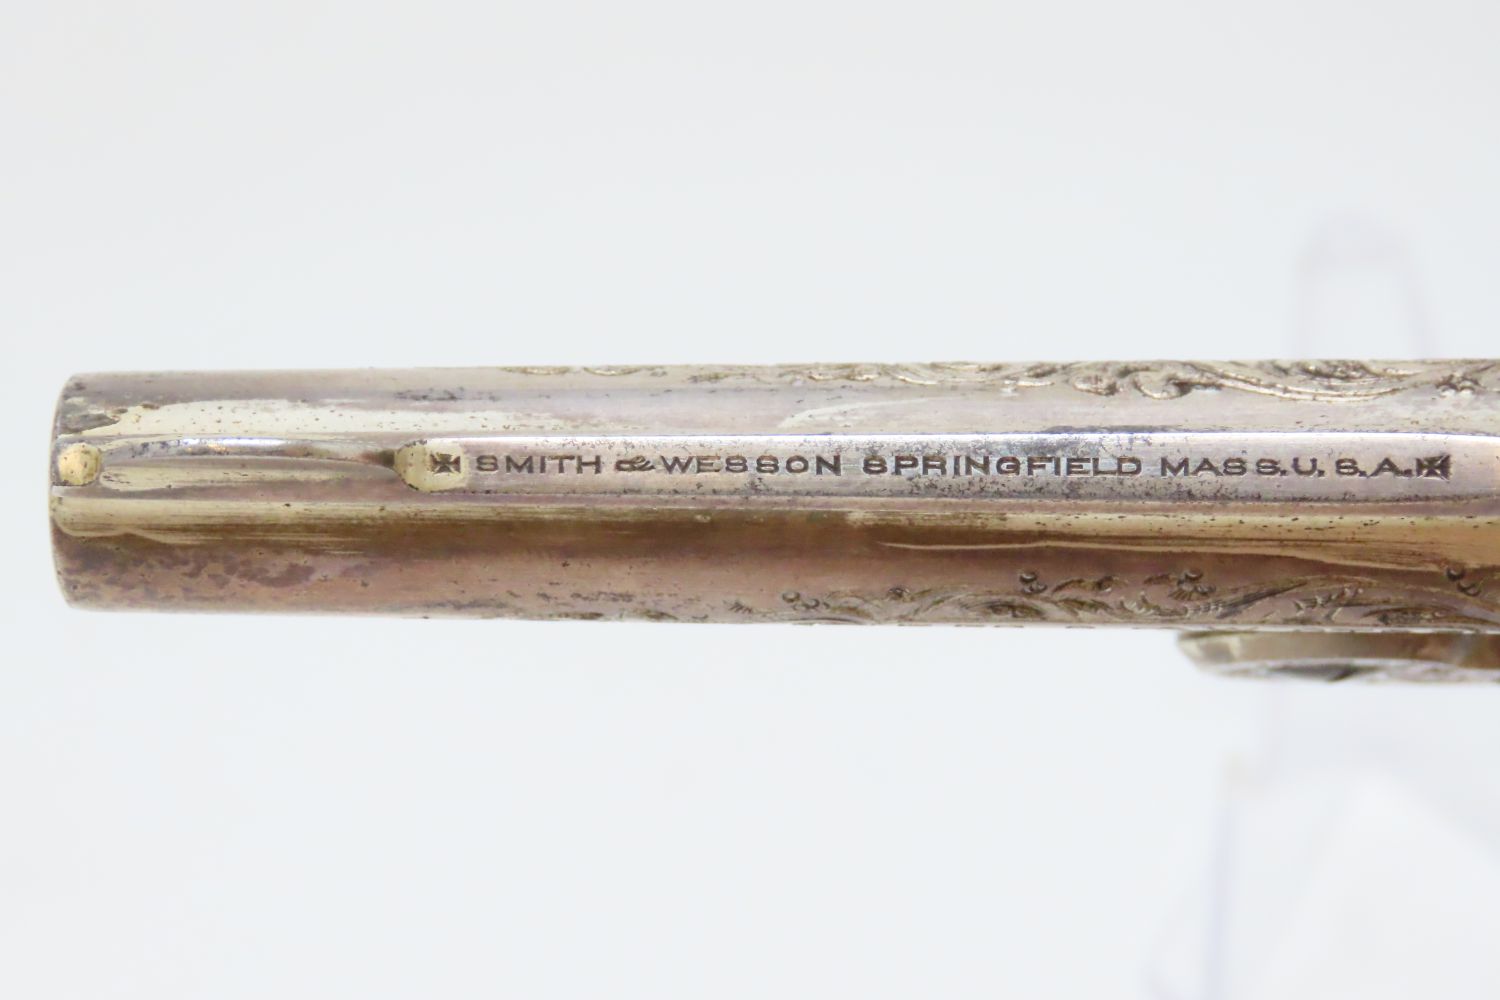 ✠ SMITH & WESSON SPRINGFIELD MASS. U. S. A. ✠